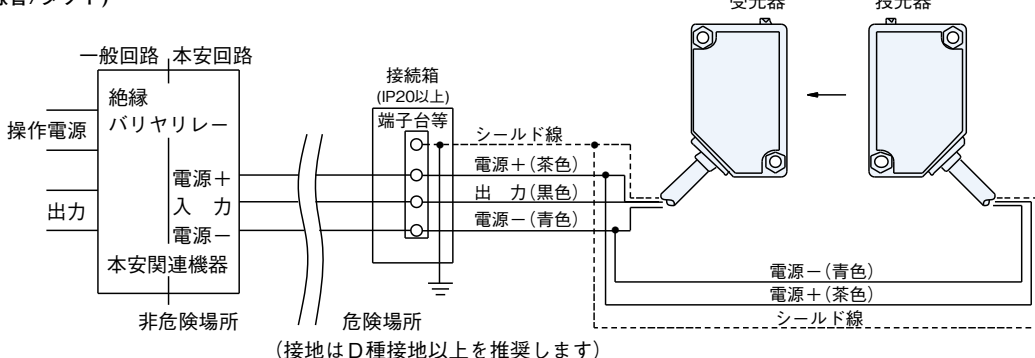 受光器
投光器
一般回路
本安回路
絶縁
バリヤリレー
操作電源
出力
電源＋
入　力
電源－
本安関連機器
非危険場所
接続箱
(IP20以上)
端子台等
シールド線
電源＋(茶色)
出　力(黒色)
電源－(青色)
電源－(青色)
電源＋(茶色)
シールド線
危険場所
(接地はD種接地以上を推奨します)